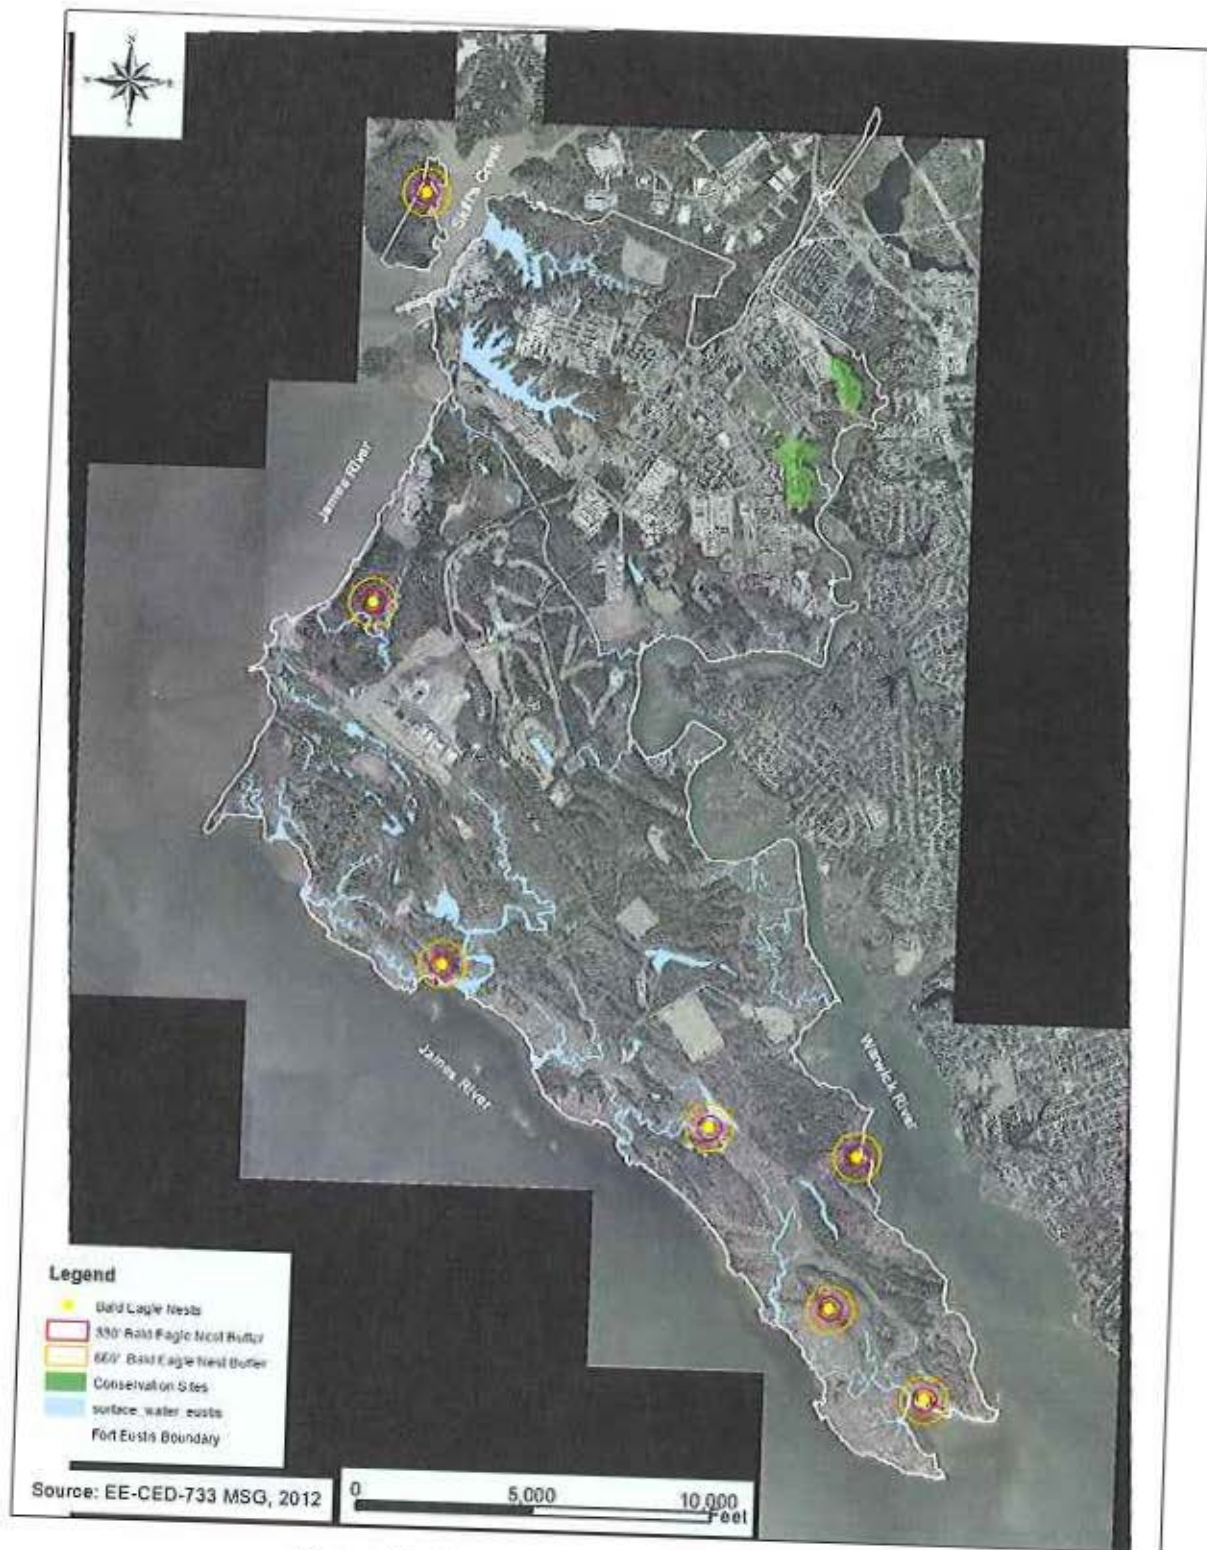 Skiffs Creek
James River
James River
Warwick River
Legend
Bald Eagle Nests
330' Bald Eagle Nest Buffer
660' Bald Eagle Nest Buffer
Conservation Sites
surface_water_eustis
Fort Eustis Boundary
Source: EE-CED-733 MSG, 2012
0 5,000 10,000
Feet